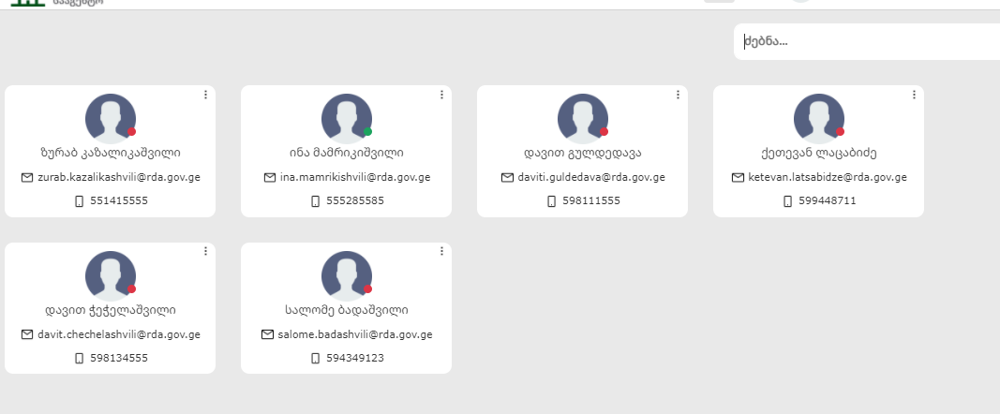 სააგენტო
ძებნა...
ზურაბ კაზალიკაშვილი
zurab.kazalikashvili@rda.gov.ge
551415555
ინა მამრიკიშვილი
ina.mamrikishvili@rda.gov.ge
555285585
დავით გულდედავა
daviti.guldedava@rda.gov.ge
598111555
ქეთევან ლაცაბიძე
ketevan.latsabidze@rda.gov.ge
599448711
დავით ჭეჭელაშვილი
davit.chechelashvili@rda.gov.ge
598134555
სალომე ბადაშვილი
salome.badashvili@rda.gov.ge
594349123